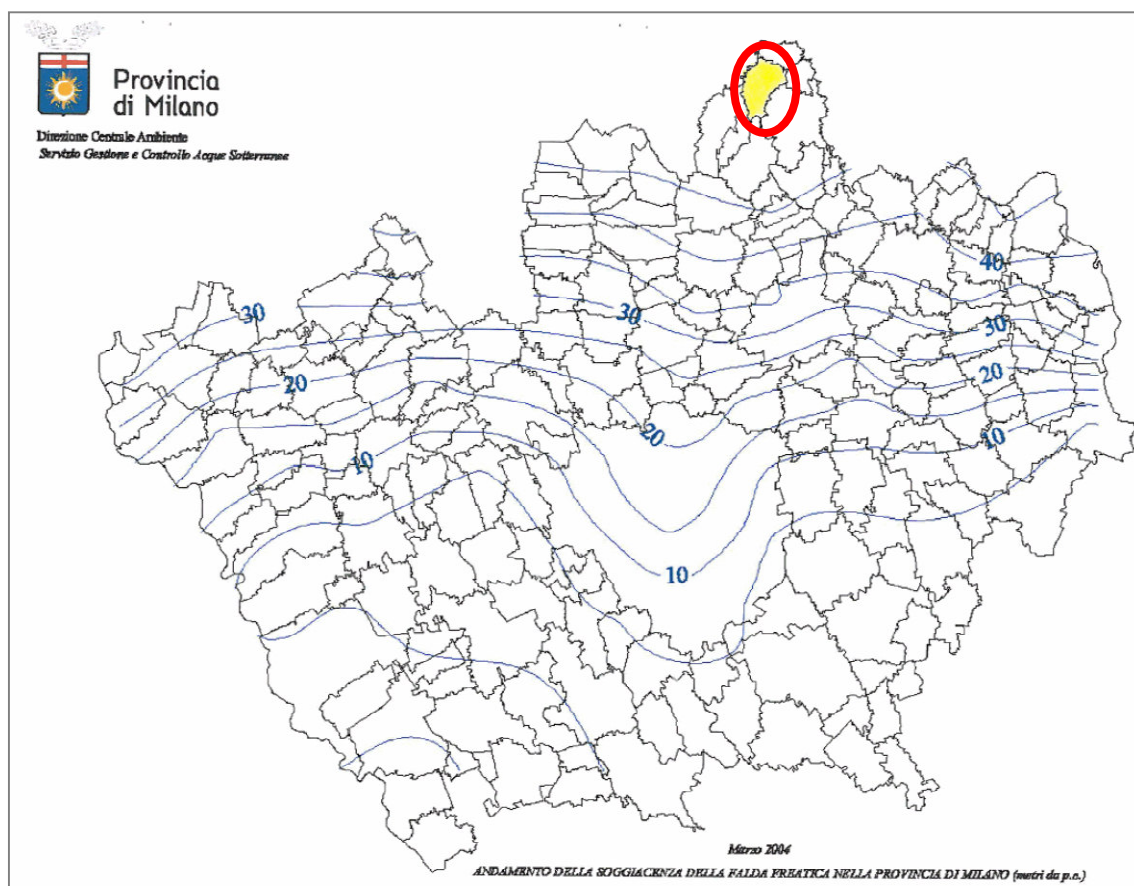 Provincia
di Milano
Direzione Centrale Ambiente
Servizio Gestione e Controllo Acque Sotterranee
40
30
30
30
20
20
20
10
10
10
Marzo 2004
ANDAMENTO DELLA SOGGIACENZA DELLA FALDA FREATICA NELLA PROVINCIA DI MILANO (metri da p.c.)